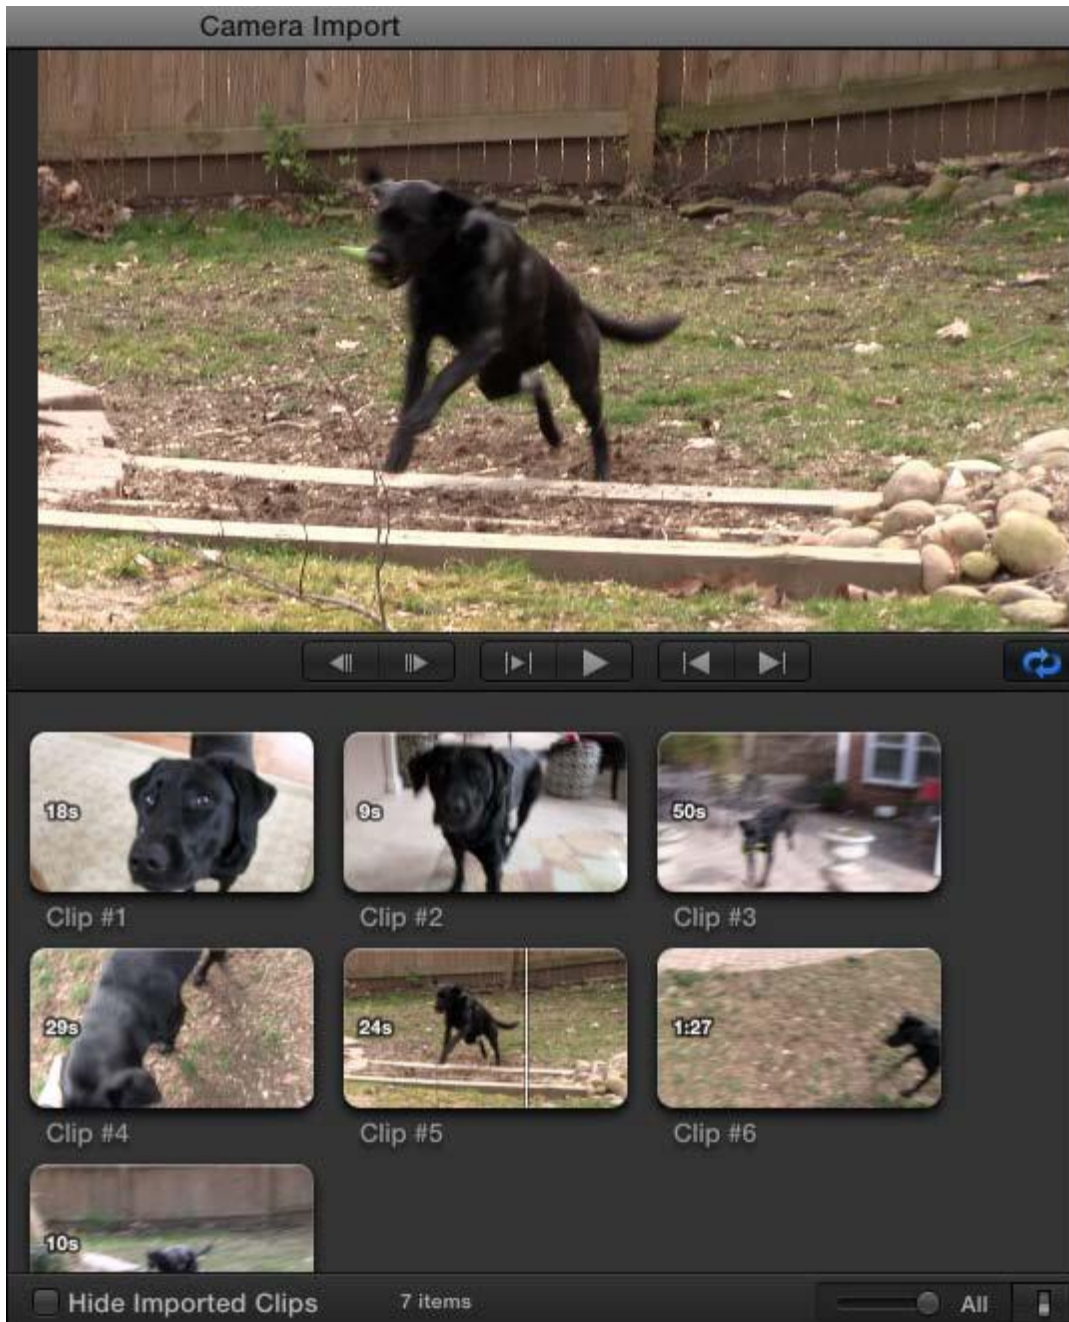 Camera Import
18s
9s
50s
Clip #1
Clip #2
Clip #3
29s
24s
1:27
Clip #4
Clip #5
Clip #6
10s
Hide Imported Clips
7 items
All